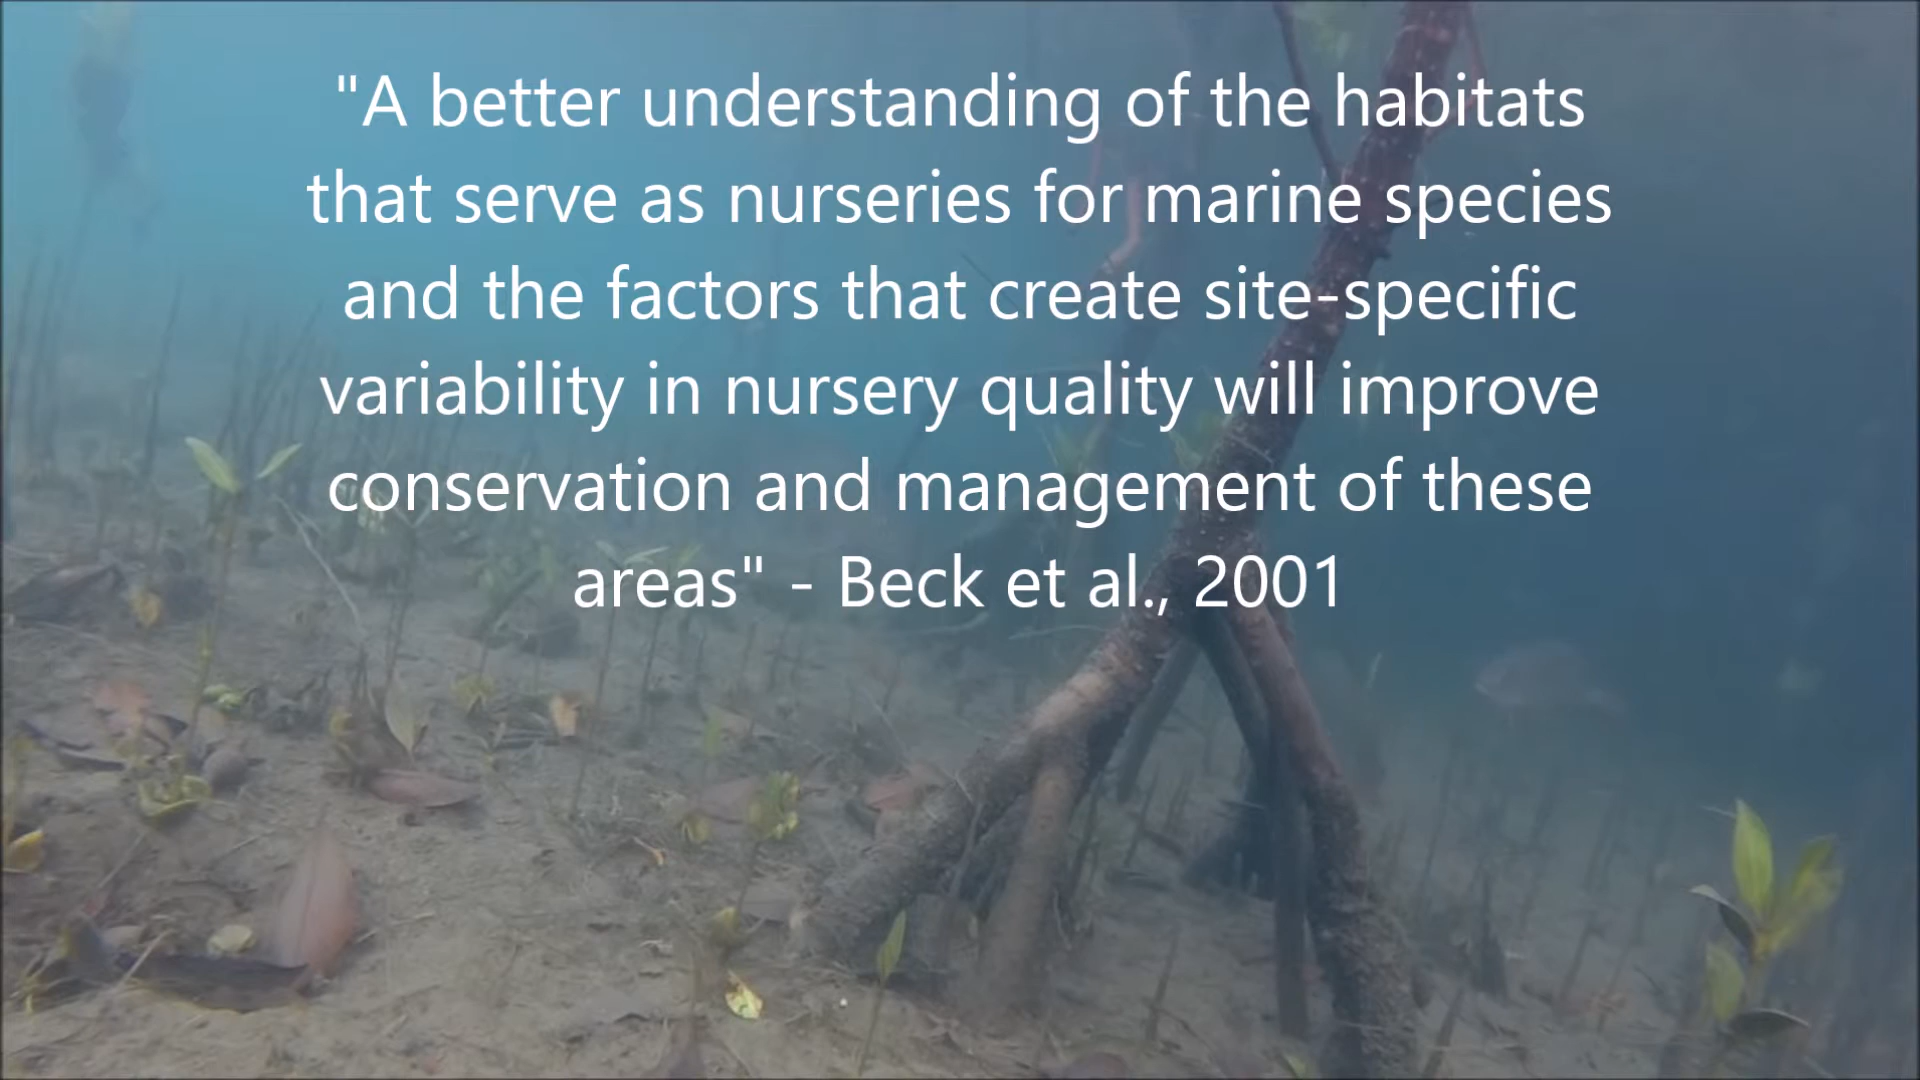 "A better understanding of the habitats
that serve as nurseries for marine species
and the factors that create site-specific
variability in nursery quality will improve
conservation and management of these
areas" - Beck et al., 2001